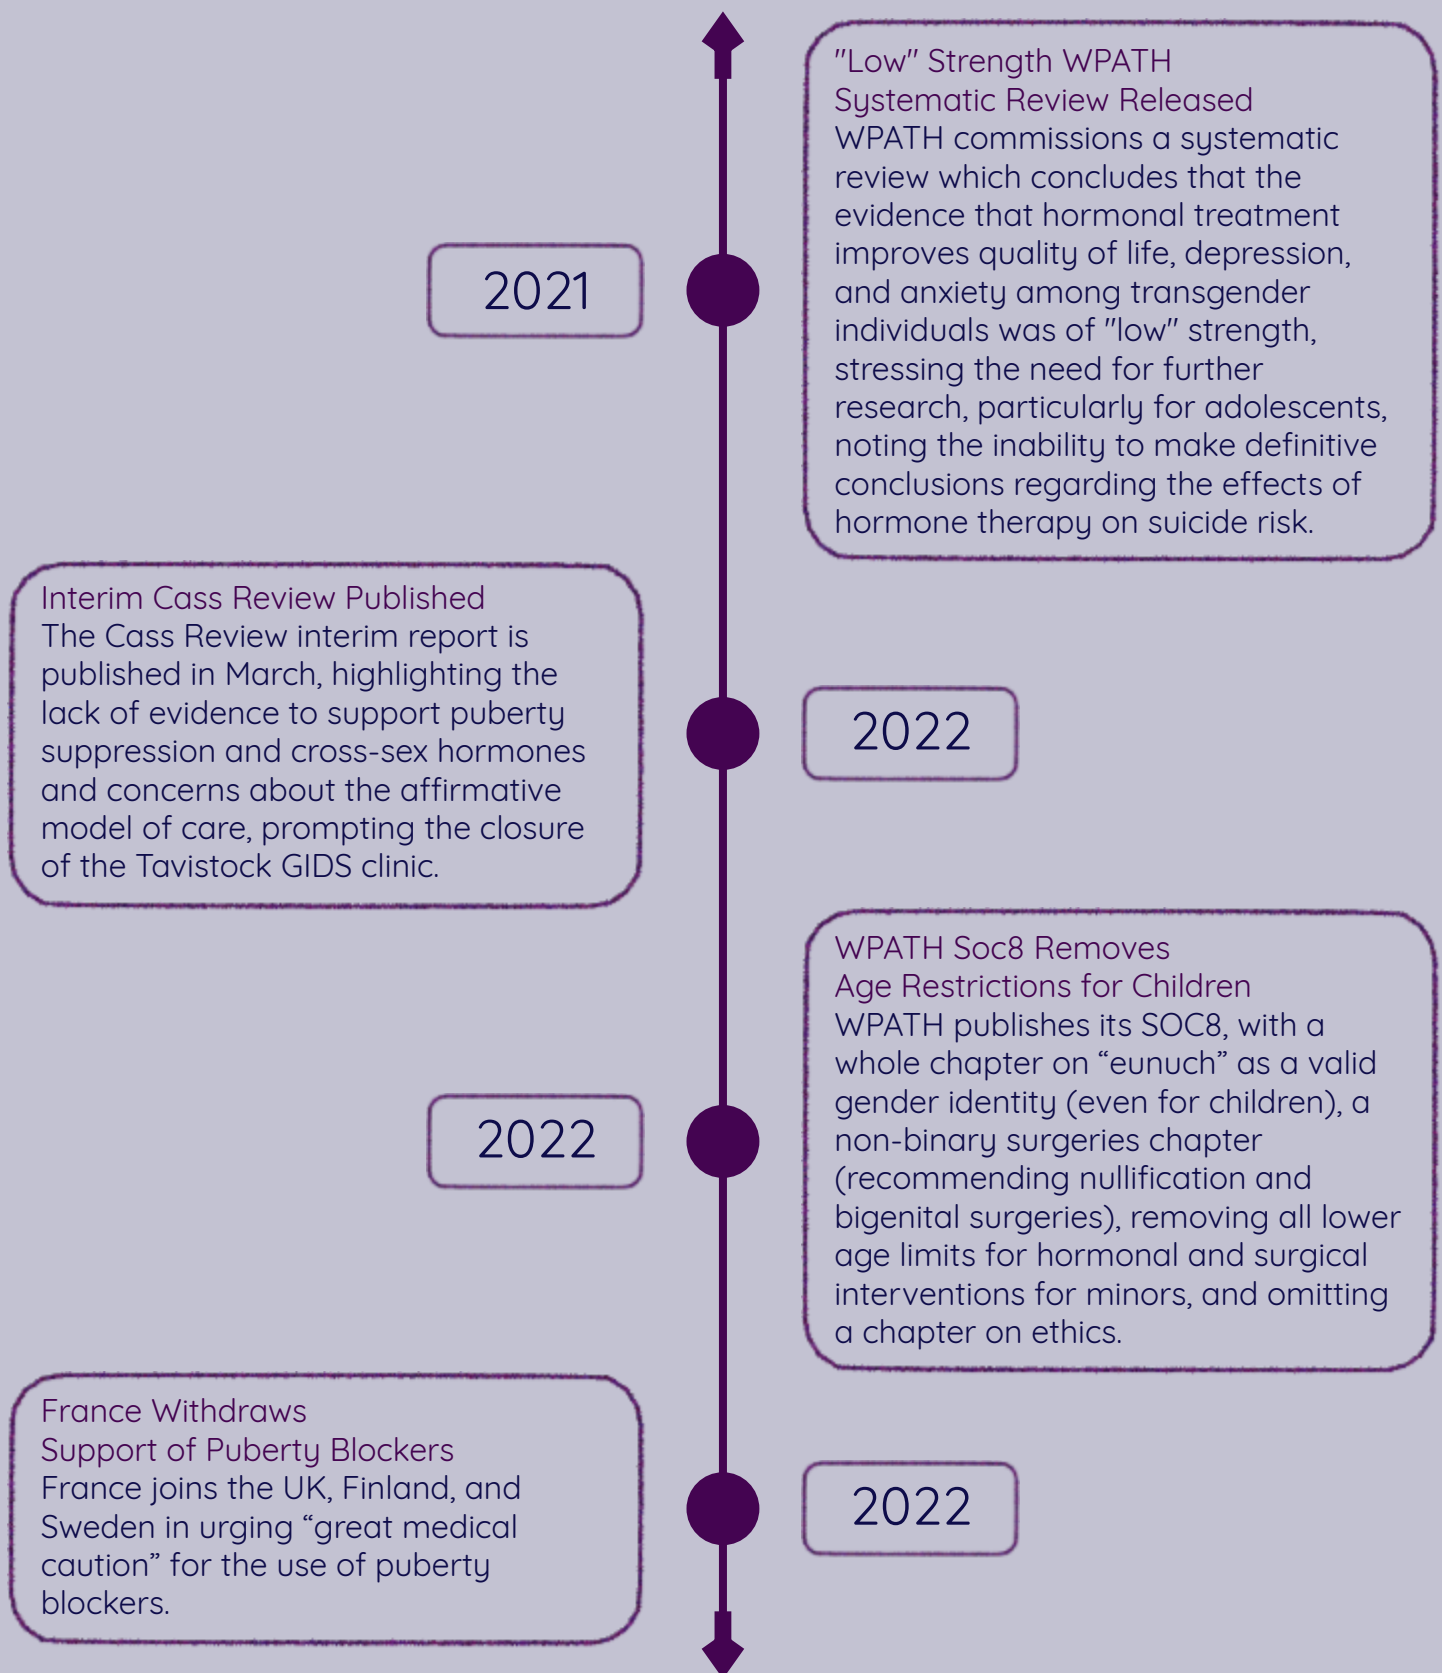 "Low" Strength WPATH
Systematic Review Released
WPATH commissions a systematic
review which concludes that the
evidence that hormonal treatment
improves quality of life, depression,
and anxiety among transgender
individuals was of "low" strength,
stressing the need for further
research, particularly for adolescents,
noting the inability to make definitive
conclusions regarding the effects of
hormone therapy on suicide risk.
2021
Interim Cass Review Published
The Cass Review interim report is
published in March, highlighting the
lack of evidence to support puberty
suppression and cross-sex hormones
and concerns about the affirmative
model of care, prompting the closure
of the Tavistock GIDS clinic.
2022
WPATH Soc8 Removes
Age Restrictions for Children
WPATH publishes its SOC8, with a
whole chapter on “eunuch” as a valid
gender identity (even for children), a
non-binary surgeries chapter
(recommending nullification and
bigenital surgeries), removing all lower
age limits for hormonal and surgical
interventions for minors, and omitting
a chapter on ethics.
2022
France Withdraws
Support of Puberty Blockers
France joins the UK, Finland, and
Sweden in urging “great medical
caution” for the use of puberty
blockers.
2022